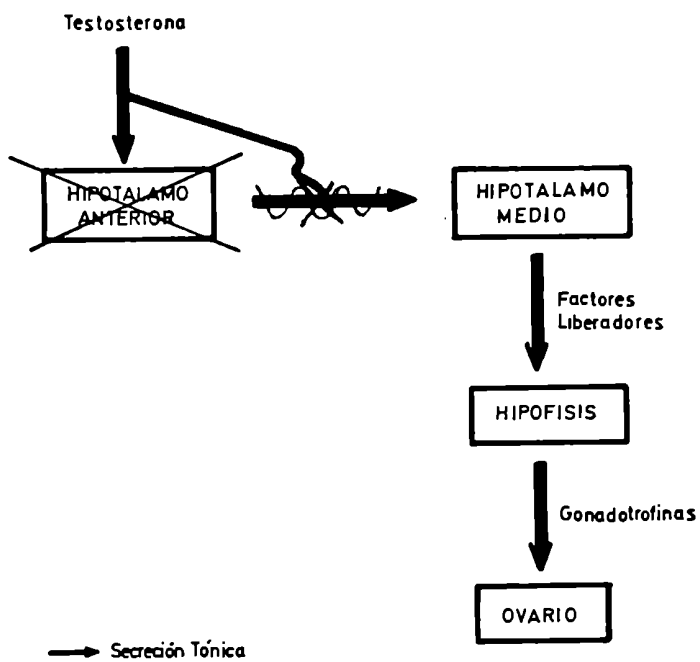 Testosterona
HIPOTALAMO
ANTERIOR
HIPOTALAMO
MEDIO
Factores
Liberadores
HIPOFISIS
Gonadotrofinas
OVARIO
Secreción Tónica